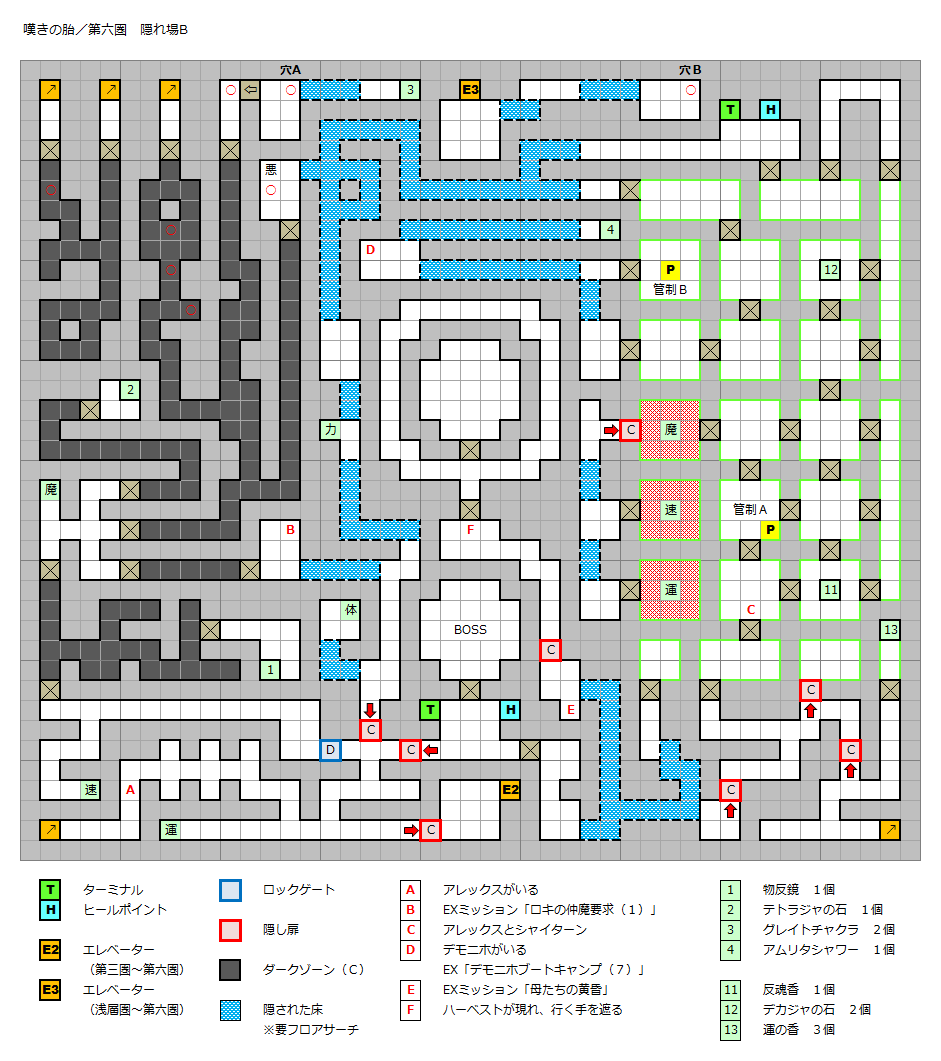 嘆きの胎／第六圏　隠れ場B
穴A
穴B
↗ ↗ ↗ ○ ⇦ ○ 3 E3 ○
T H
悪
○ ○
○ 4
D
○ P 12
管制B
○
2
力 C 魔
魔 速 管制A
B F P
運 11
体 C
BOSS 13
C
1
C
T H E
C
D C C
速 A E2 C
↗ 運 C ↗
T ターミナル
H ヒールポイント
E2 エレベーター
（第三圏～第六圏）
E3 エレベーター
（浅層圏～第六圏）
ロックゲート
隠し扉
ダークゾーン（C）
隠された床
※要フロアサーチ
A アレックスがいる
B EXミッション「ロキの仲魔要求（1）」
C アレックスとシャイターン
D デモニホがいる
EX「デモニホブートキャンプ（7）」
E EXミッション「母たちの黄昏」
F ハーベストが現れ、行く手を遮る
1 物反鏡　1個
2 テトラジャの石　1個
3 グレイトチャクラ　2個
4 アムリタシャワー　1個
11 反魂香　1個
12 デカジャの石　2個
13 運の香　3個